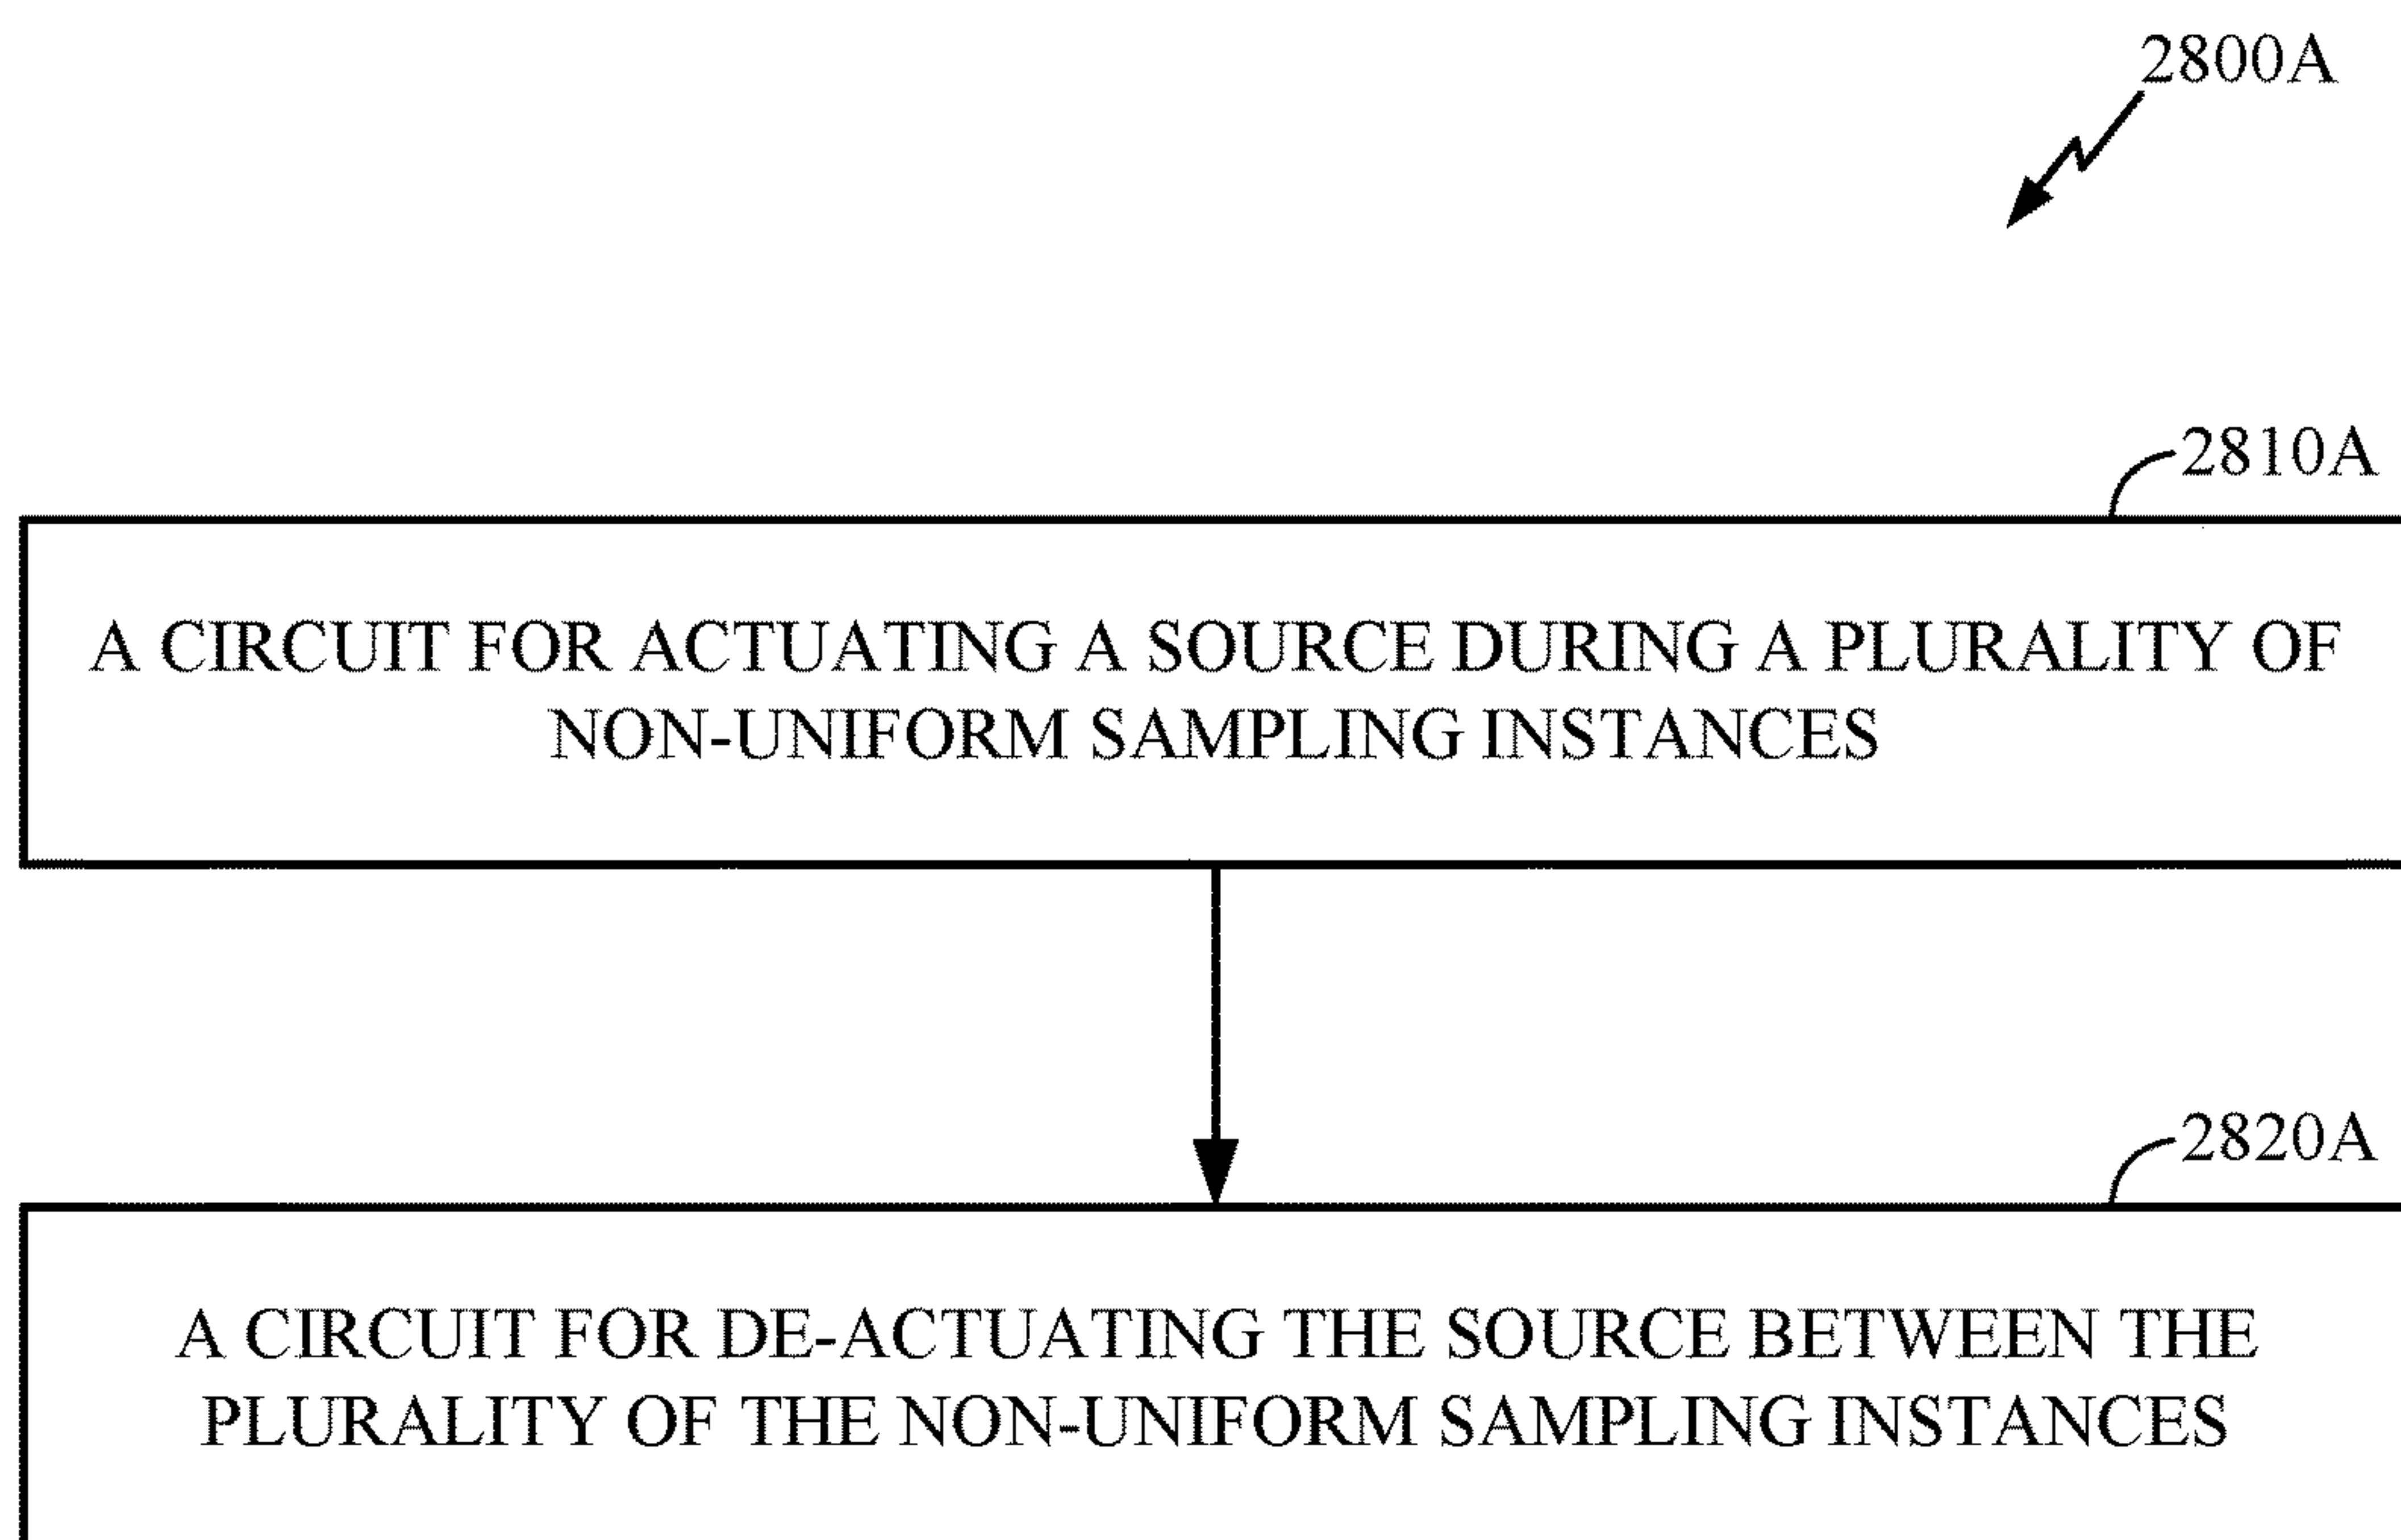 2800A
2810A
A CIRCUIT FOR ACTUATING A SOURCE DURING A PLURALITY OF
NON-UNIFORM SAMPLING INSTANCES
2820A
A CIRCUIT FOR DE-ACTUATING THE SOURCE BETWEEN THE
PLURALITY OF THE NON-UNIFORM SAMPLING INSTANCES